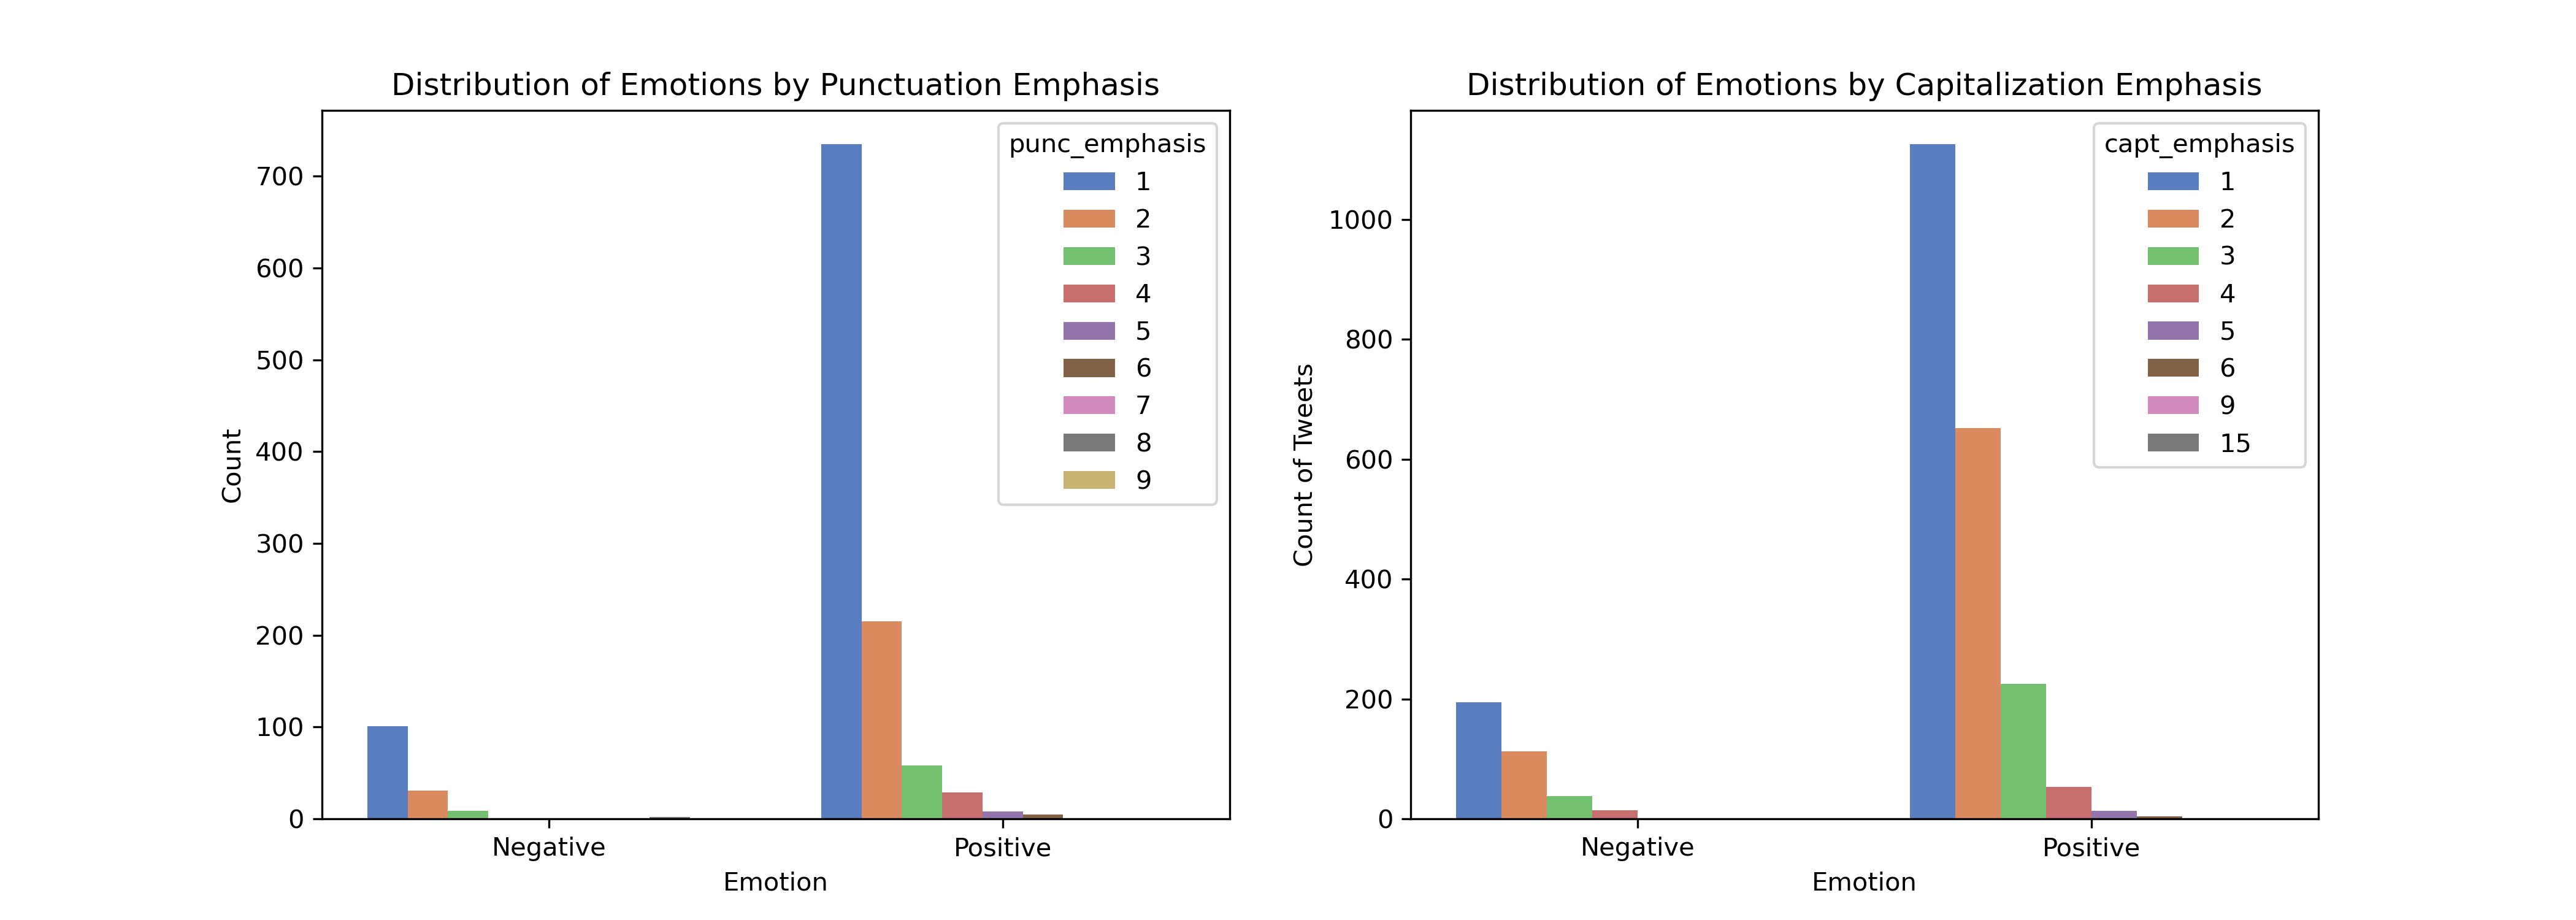 Distribution of Emotions by Punctuation Emphasis
punc_emphasis
1
2
3
4
5
6
7
8
9
700
600
500
400
300
200
100
0
Count
Negative
Positive
Emotion
Distribution of Emotions by Capitalization Emphasis
capt_emphasis
1
2
3
4
5
6
9
15
1000
800
600
400
200
0
Count of Tweets
Negative
Positive
Emotion